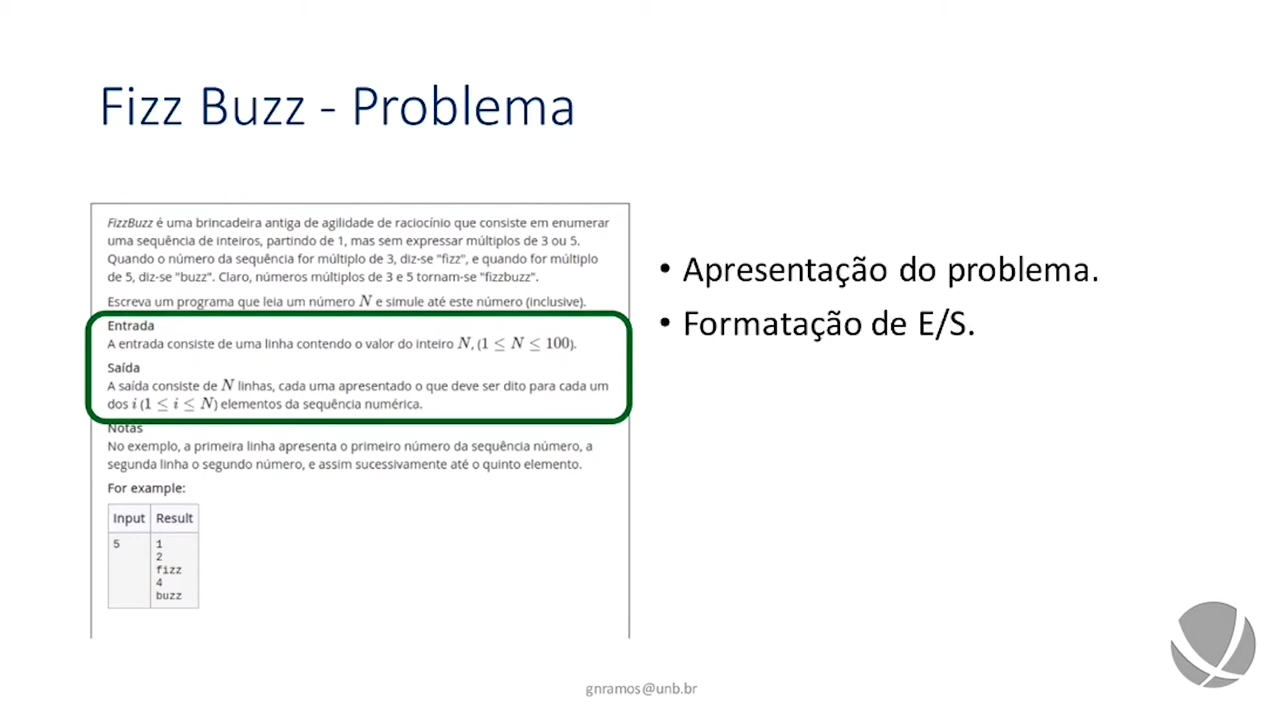 Fizz Buzz - Problema
FizzBuzz é uma brincadeira antiga de agilidade de raciocínio que consiste em enumerar
uma sequência de inteiros, partindo de 1, mas sem expressar múltiplos de 3 ou 5.
Quando o número da sequência for múltiplo de 3, diz-se "fizz", e quando for múltiplo
de 5, diz-se "buzz". Claro, números múltiplos de 3 e 5 tornam-se "fizzbuzz".
Escreva um programa que leia um número N e simule até este número (inclusive).
Entrada
A entrada consiste de uma linha contendo o valor do inteiro N, (1 ≤ N ≤ 100).
Saída
A saída consiste de N linhas, cada uma apresentado o que deve ser dito para cada um
dos i (1 ≤ i ≤ N) elementos da sequência numérica.
Notas
No exemplo, a primeira linha apresenta o primeiro número da sequência número, a
segunda linha o segundo número, e assim sucessivamente até o quinto elemento.
For example:
Input Result
5 1
2
fizz
4
buzz
• Apresentação do problema.
• Formatação de E/S.
gnramos@unb.br